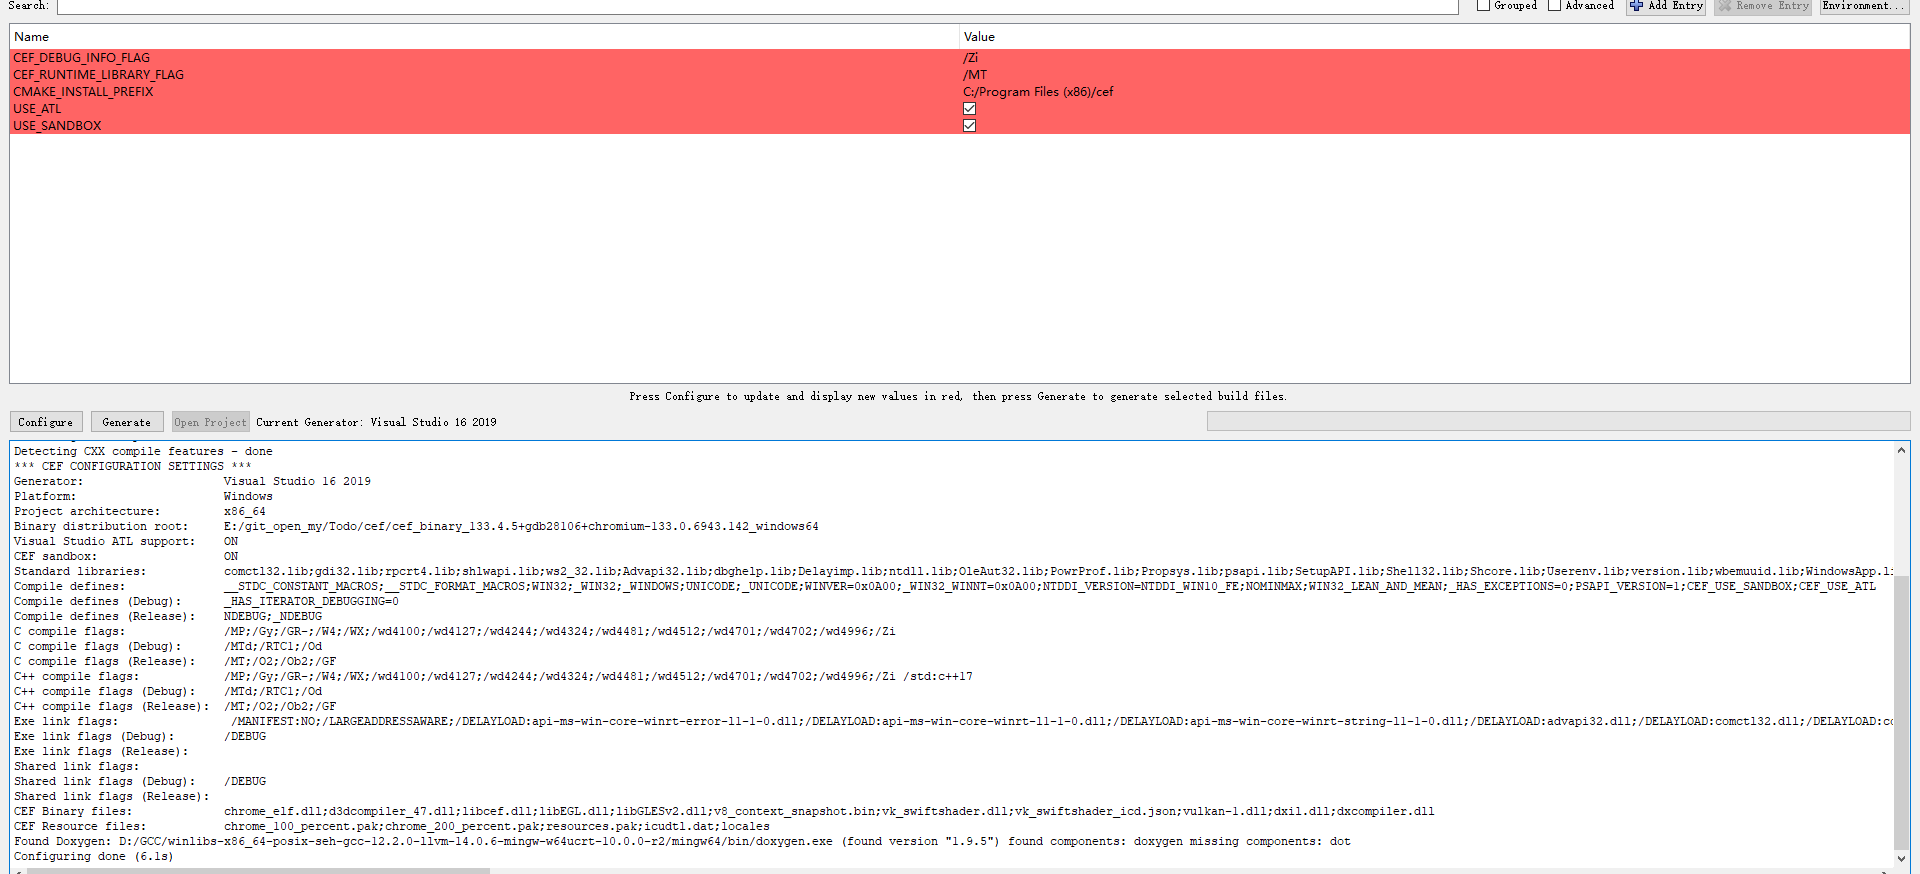 Search:
Grouped
Advanced
Add Entry
Remove Entry
Environment...
Name Value
CEF_DEBUG_INFO_FLAG /Zi
CEF_RUNTIME_LIBRARY_FLAG /MT
CMAKE_INSTALL_PREFIX C:/Program Files (x86)/cef
USE_ATL
USE_SANDBOX
Press Configure to update and display new values in red, then press Generate to generate selected build files.
Configure Generate Open Project Current Generator: Visual Studio 16 2019
Detecting CXX compile features - done
*** CEF CONFIGURATION SETTINGS ***
Generator: Visual Studio 16 2019
Platform: Windows
Project architecture: x86_64
Binary distribution root: E:/git_open_my/Todo/cef/cef_binary_133.4.5+gdb28106+chromium-133.0.6943.142_windows64
Visual Studio ATL support: ON
CEF sandbox: ON
Standard libraries: comctl32.lib;gdi32.lib;rpcrt4.lib;shlwapi.lib;ws2_32.lib;Advapi32.lib;dbghelp.lib;Delayimp.lib;ntdll.lib;OleAut32.lib;PowrProf.lib;Propsys.lib;psapi.lib;SetupAPI.lib;Shell32.lib;Shcore.lib;Userenv.lib;version.lib;wbemuuid.lib;WindowsApp.li
Compile defines: __STDC_CONSTANT_MACROS;__STDC_FORMAT_MACROS;WIN32;_WIN32;_WINDOWS;UNICODE;_UNICODE;WINVER=0x0A00;_WIN32_WINNT=0x0A00;NTDDI_VERSION=NTDDI_WIN10_FE;NOMINMAX;WIN32_LEAN_AND_MEAN;_HAS_EXCEPTIONS=0;PSAPI_VERSION=1;CEF_USE_SANDBOX;CEF_USE_ATL
Compile defines (Debug): _HAS_ITERATOR_DEBUGGING=0
Compile defines (Release): NDEBUG;_NDEBUG
C compile flags: /MP;/Gy;/GR-;/W4;/WX;/wd4100;/wd4127;/wd4244;/wd4324;/wd4481;/wd4512;/wd4701;/wd4702;/wd4996;/Zi
C compile flags (Debug): /MTd;/RTC1;/Od
C compile flags (Release): /MT;/O2;/Ob2;/GF
C++ compile flags: /MP;/Gy;/GR-;/W4;/WX;/wd4100;/wd4127;/wd4244;/wd4324;/wd4481;/wd4512;/wd4701;/wd4702;/wd4996;/Zi /std:c++17
C++ compile flags (Debug): /MTd;/RTC1;/Od
C++ compile flags (Release): /MT;/O2;/Ob2;/GF
Exe link flags: /MANIFEST:NO;/LARGEADDRESSAWARE;/DELAYLOAD:api-ms-win-core-winrt-error-l1-1-0.dll;/DELAYLOAD:api-ms-win-core-winrt-l1-1-0.dll;/DELAYLOAD:api-ms-win-core-winrt-string-l1-1-0.dll;/DELAYLOAD:advapi32.dll;/DELAYLOAD:comctl32.dll;/DELAYLOAD:co
Exe link flags (Debug): /DEBUG
Exe link flags (Release):
Shared link flags:
Shared link flags (Debug): /DEBUG
Shared link flags (Release):
CEF Binary files: chrome_elf.dll;d3dcompiler_47.dll;libcef.dll;libEGL.dll;libGLESv2.dll;v8_context_snapshot.bin;vk_swiftshader.dll;vk_swiftshader_icd.json;vulkan-1.dll;dxil.dll;dxcompiler.dll
CEF Resource files: chrome_100_percent.pak;chrome_200_percent.pak;resources.pak;icudtl.dat;locales
Found Doxygen: D:/GCC/winlibs-x86_64-posix-seh-gcc-12.2.0-llvm-14.0.6-mingw-w64ucrt-10.0.0-r2/mingw64/bin/doxygen.exe (found version "1.9.5") found components: doxygen missing components: dot
Configuring done (6.1s)